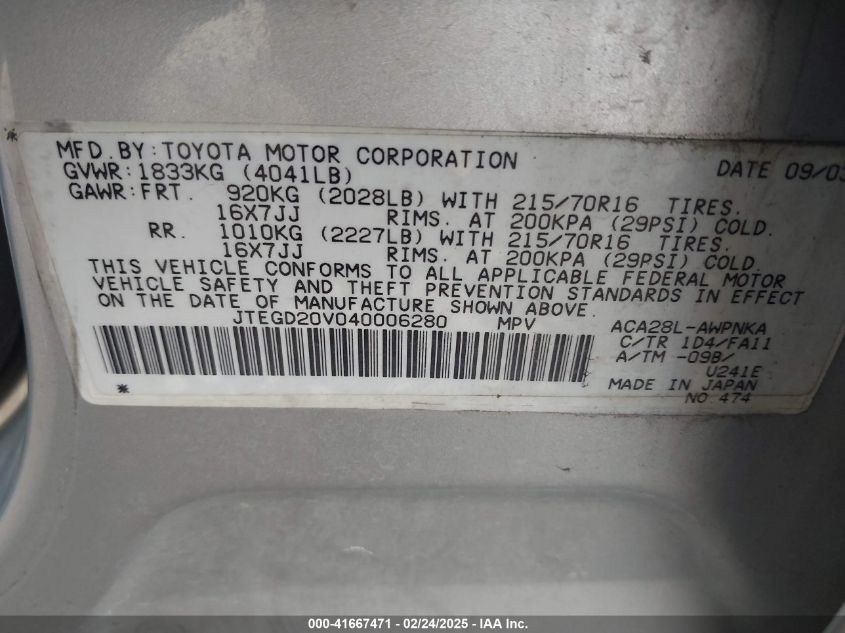 MFD. BY: TOYOTA MOTOR CORPORATION DATE 09/03
GVWR: 1833KG (4041LB)
GAWR: FRT. 920KG (2028LB) WITH 215/70R16 TIRES.
16X7JJ RIMS. AT 200KPA (29PSI) COLD.
RR. 1010KG (2227LB) WITH 215/70R16 TIRES.
16X7JJ RIMS. AT 200KPA (29PSI) COLD.
THIS VEHICLE CONFORMS TO ALL APPLICABLE FEDERAL MOTOR
VEHICLE SAFETY AND THEFT PREVENTION STANDARDS IN EFFECT
ON THE DATE OF MANUFACTURE SHOWN ABOVE.
JTEGD20V040006280 MPV ACA28L-AWPNKA
C/TR 1D4/FA11
A/TM -09B/
U241E
MADE IN JAPAN
NO 474
000-41667471 - 02/24/2025 - IAA Inc.